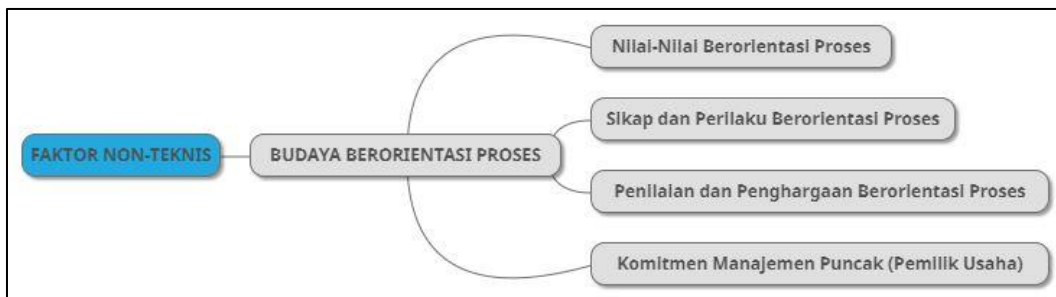 Nilai-Nilai Berorientasi Proses
Sikap dan Perilaku Berorientasi Proses
FAKTOR NON-TEKNIS
BUDAYA BERORIENTASI PROSES
Penilaian dan Penghargaan Berorientasi Proses
Komitmen Manajemen Puncak (Pemilik Usaha)